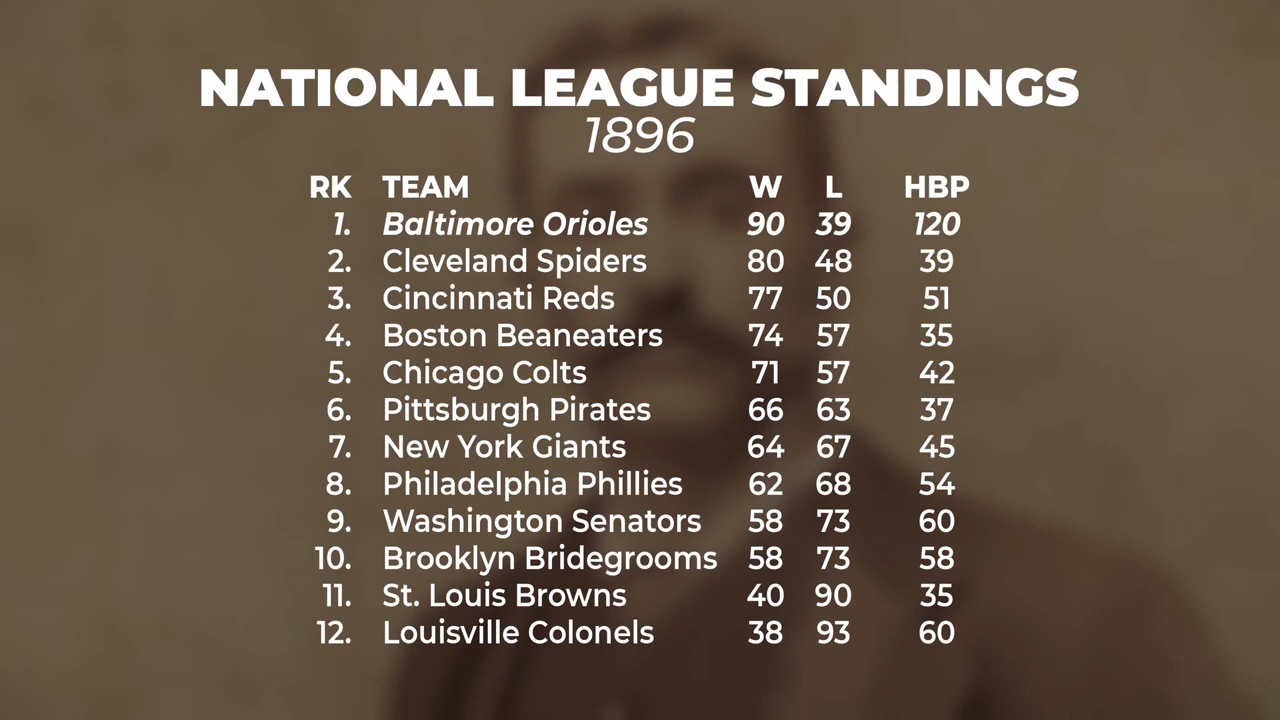 NATIONAL LEAGUE STANDINGS
1896
RK TEAM W L HBP
1. Baltimore Orioles 90 39 120
2. Cleveland Spiders 80 48 39
3. Cincinnati Reds 77 50 51
4. Boston Beaneaters 74 57 35
5. Chicago Colts 71 57 42
6. Pittsburgh Pirates 66 63 37
7. New York Giants 64 67 45
8. Philadelphia Phillies 62 68 54
9. Washington Senators 58 73 60
10. Brooklyn Bridegrooms 58 73 58
11. St. Louis Browns 40 90 35
12. Louisville Colonels 38 93 60